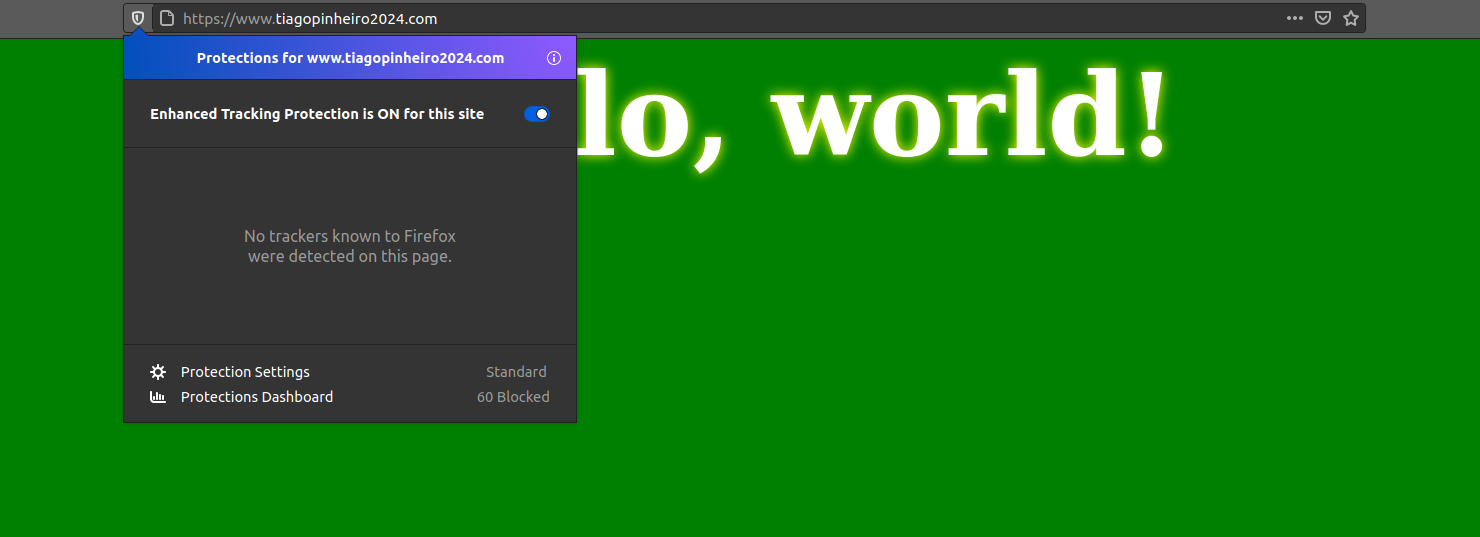 https://www.tiagopinheiro2024.com
Protections for www.tiagopinheiro2024.com
lo, world!
Enhanced Tracking Protection is ON for this site
No trackers known to Firefox
were detected on this page.
Protection Settings Standard
Protections Dashboard 60 Blocked